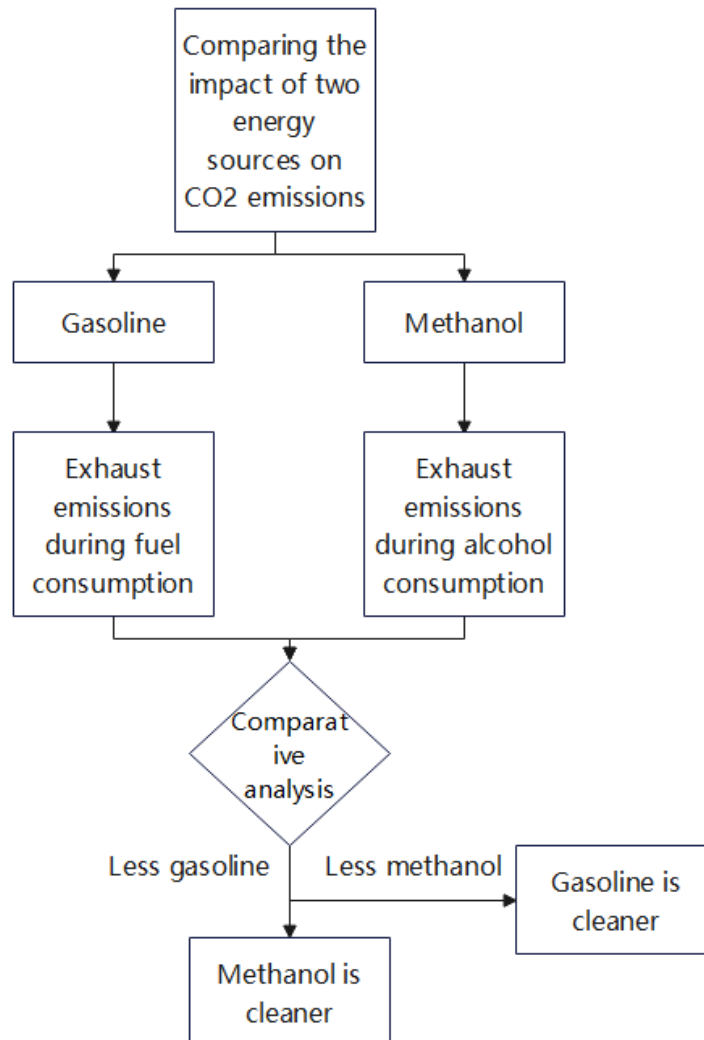 Comparing the
impact of two
energy
sources on
CO2 emissions
Gasoline
Methanol
Exhaust
emissions
during fuel
consumption
Exhaust
emissions
during alcohol
consumption
Comparat
ive
analysis
Less gasoline
Less methanol
Gasoline is
cleaner
Methanol is
cleaner